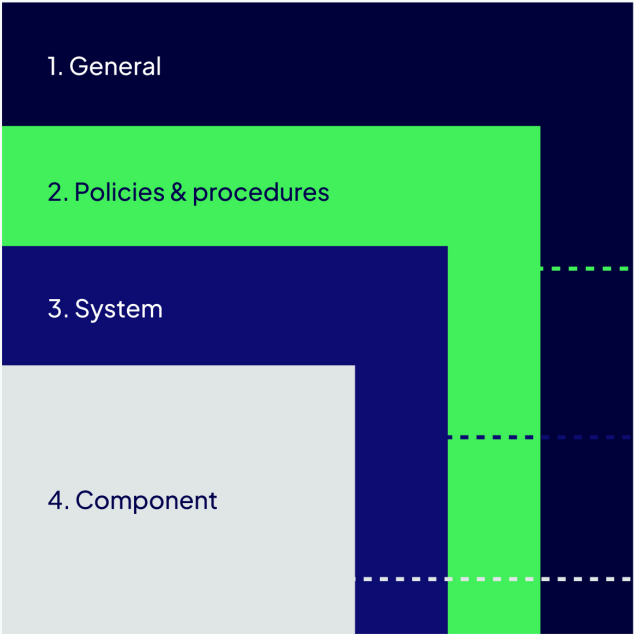 1. General
2. Policies & procedures
3. System
4. Component